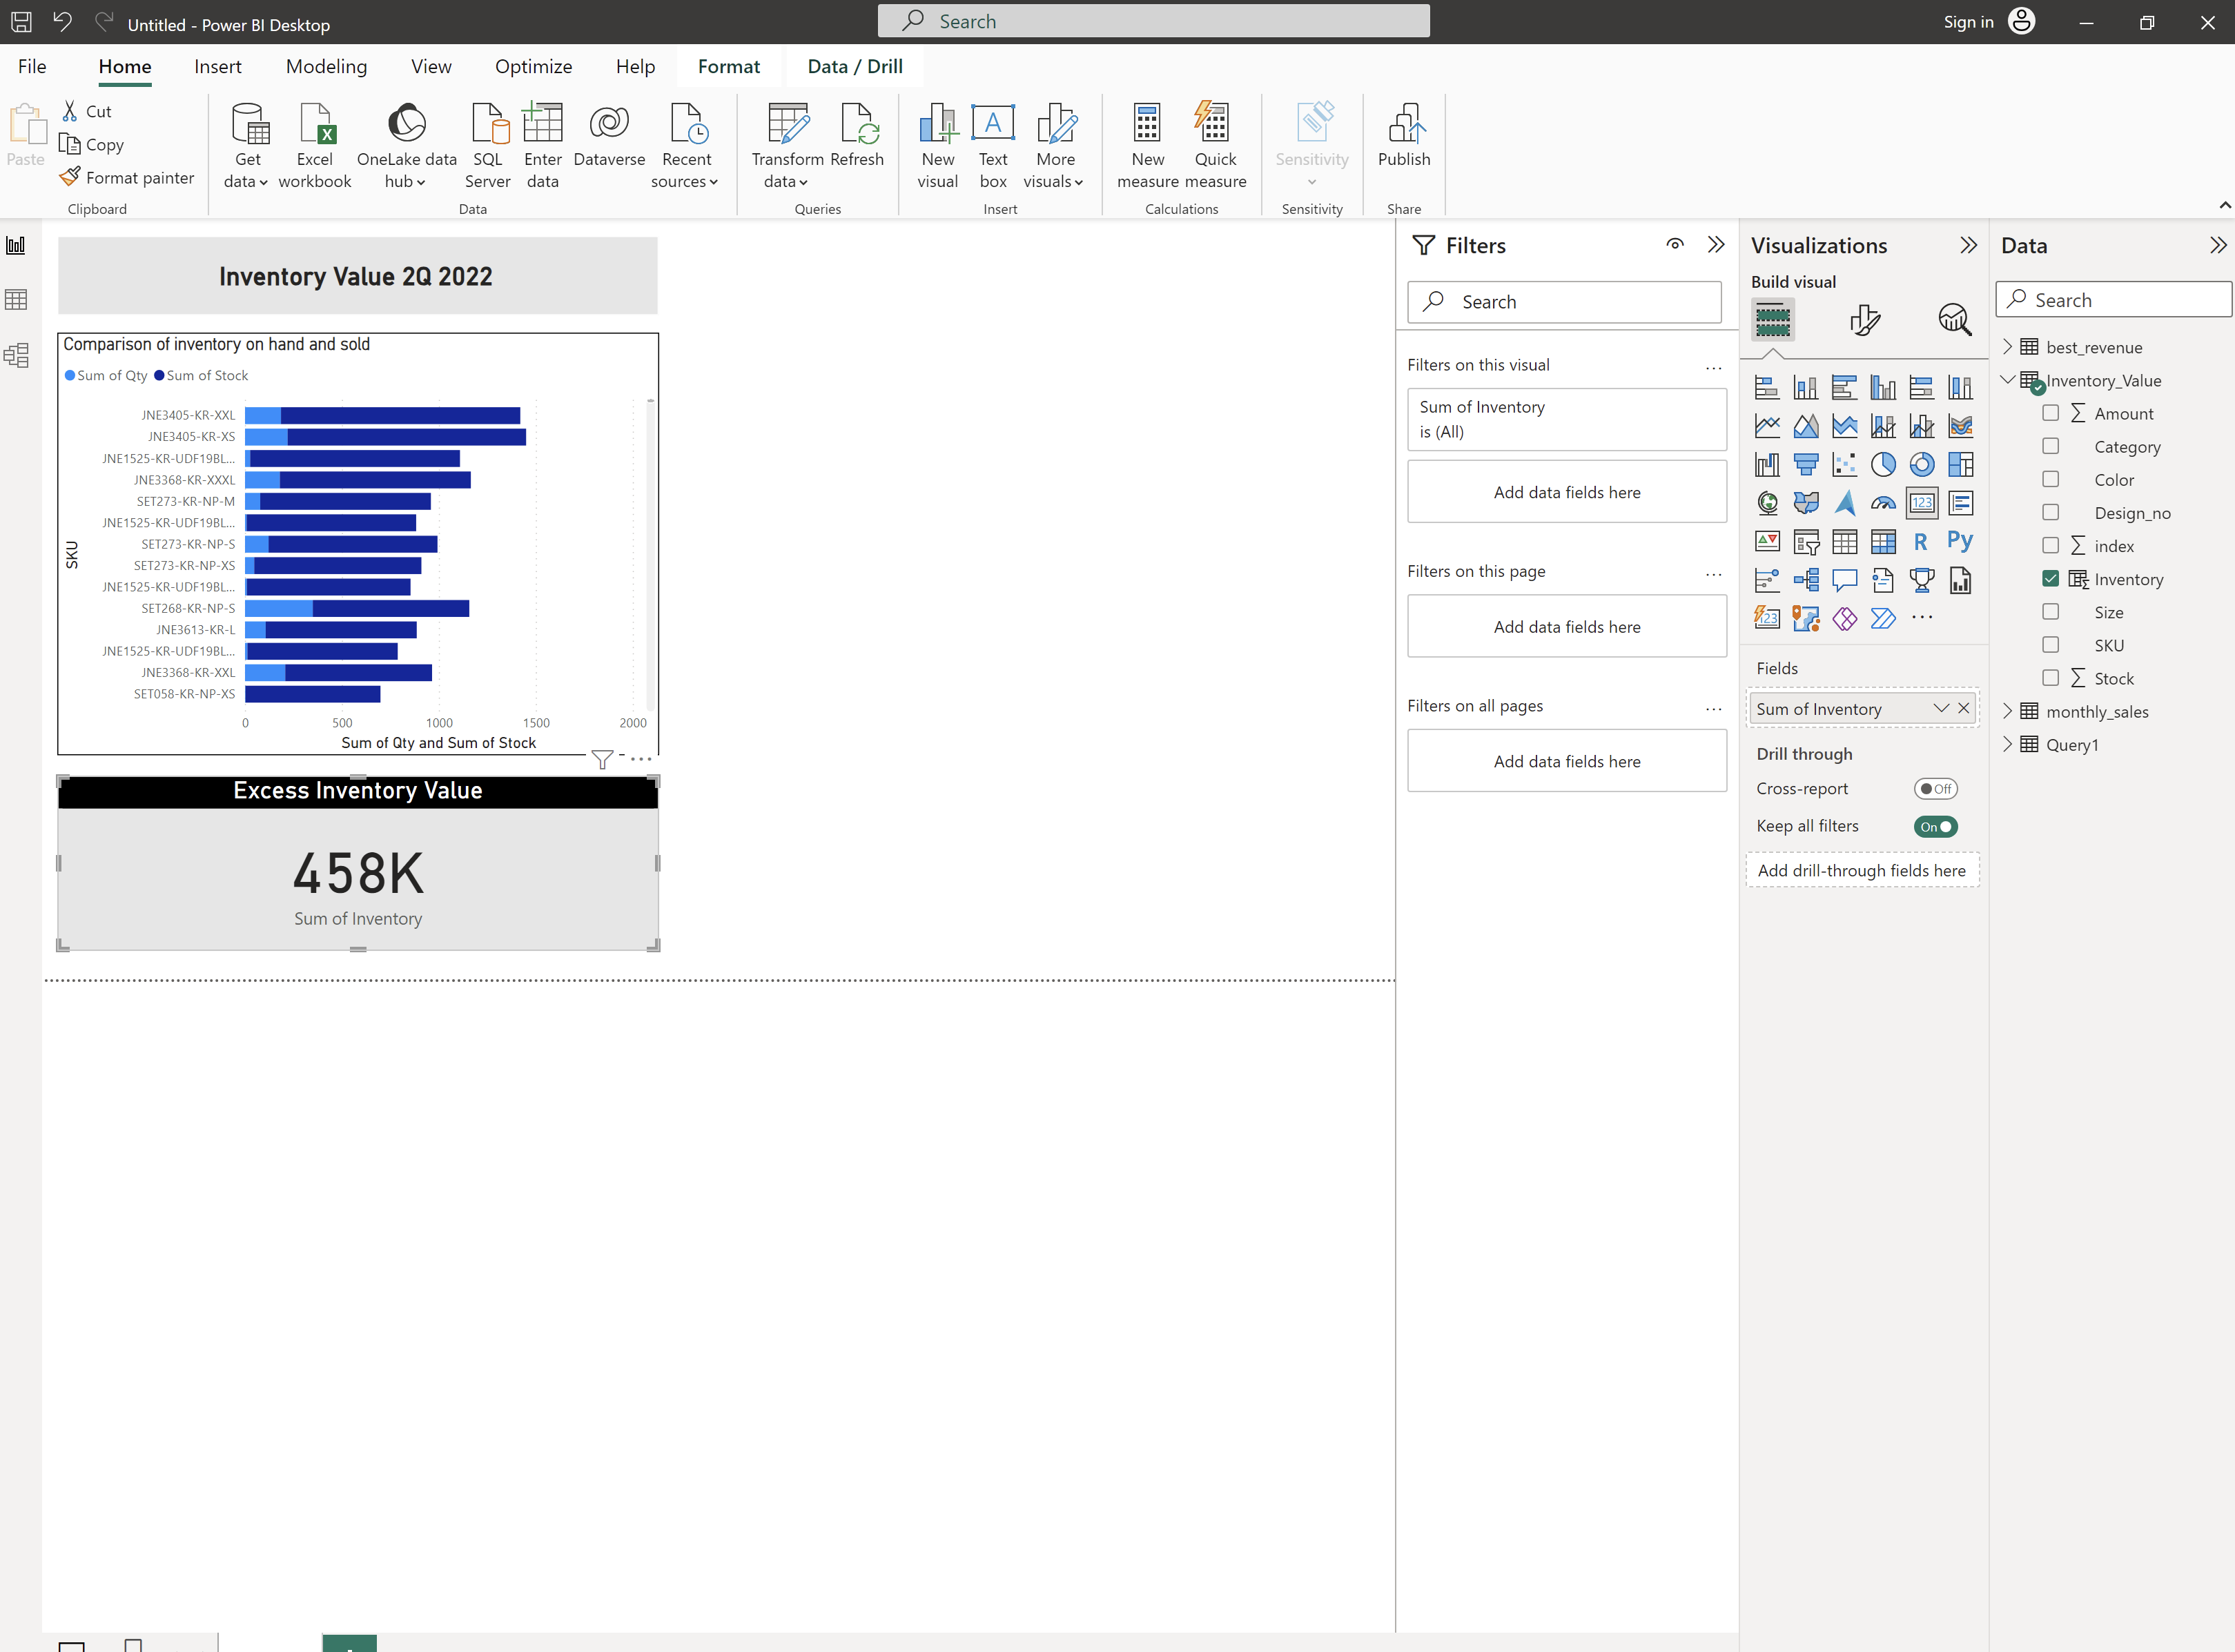 Untitled - Power BI Desktop
Search
Sign in
File
Home
Insert
Modeling
View
Optimize
Help
Format
Data / Drill
Paste
Cut
Copy
Format painter
Clipboard
Get data
Excel workbook
OneLake data hub
SQL Server
Enter data
Dataverse
Recent sources
Data
Transform data
Refresh
Queries
New visual
A
Text box
More visuals
Insert
New measure
Quick measure
Calculations
Sensitivity
Sensitivity
Publish
Share
Inventory Value 2Q 2022
Comparison of inventory on hand and sold
Sum of Qty
Sum of Stock
SKU
JNE3405-KR-XXL
JNE3405-KR-XS
JNE1525-KR-UDF19BL...
JNE3368-KR-XXXL
SET273-KR-NP-M
JNE1525-KR-UDF19BL...
SET273-KR-NP-S
SET273-KR-NP-XS
JNE1525-KR-UDF19BL...
SET268-KR-NP-S
JNE3613-KR-L
JNE1525-KR-UDF19BL...
JNE3368-KR-XXL
SET058-KR-NP-XS
0 500 1000 1500 2000
Sum of Qty and Sum of Stock
Excess Inventory Value
458K
Sum of Inventory
Filters
Search
Filters on this visual
Sum of Inventory
is (All)
Add data fields here
Filters on this page
Add data fields here
Filters on all pages
Add data fields here
Visualizations
Build visual
123
R
Py
123
Fields
Sum of Inventory
Drill through
Cross-report
Off
Keep all filters
On
Add drill-through fields here
Data
Search
best_revenue
Inventory_Value
Amount
Category
Color
Design_no
index
Inventory
Size
SKU
Stock
monthly_sales
Query1